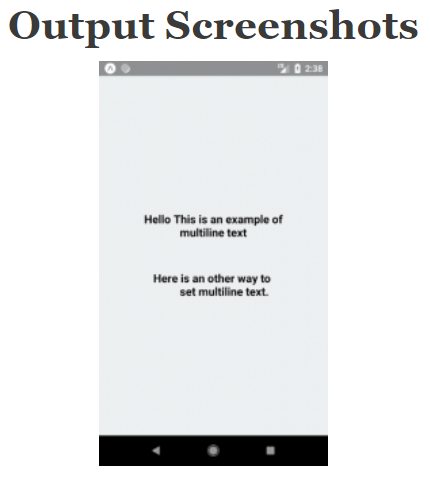 Output Screenshots
2:38
Hello This is an example of
multiline text
Here is an other way to
set multiline text.